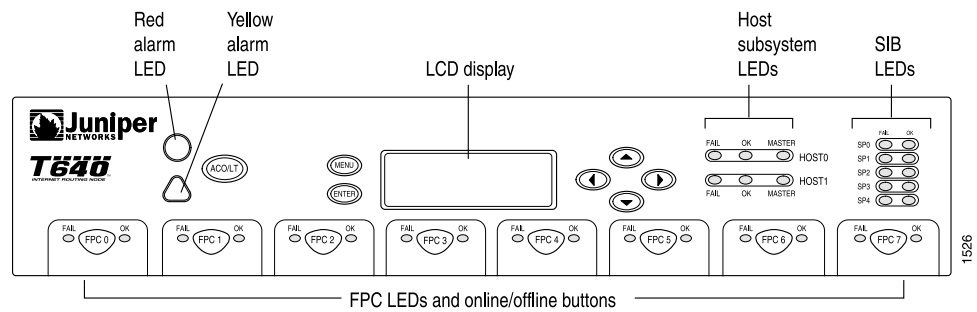 Red
alarm
LED
Yellow
alarm
LED
LCD display
Host
subsystem
LEDs
SIB
LEDs
Juniper
NETWORKS
T640
INTERNET ROUTING NODE
ACO/LT
MENU
ENTER
FAIL OK MASTER
HOST0
HOST1
FAIL OK MASTER
FAIL OK
SP0
SP1
SP2
SP3
SP4
FAIL FPC 0 OK
FAIL FPC 1 OK
FAIL FPC 2 OK
FAIL FPC 3 OK
FAIL FPC 4 OK
FAIL FPC 5 OK
FAIL FPC 6 OK
FAIL FPC 7 OK
1526
FPC LEDs and online/offline buttons